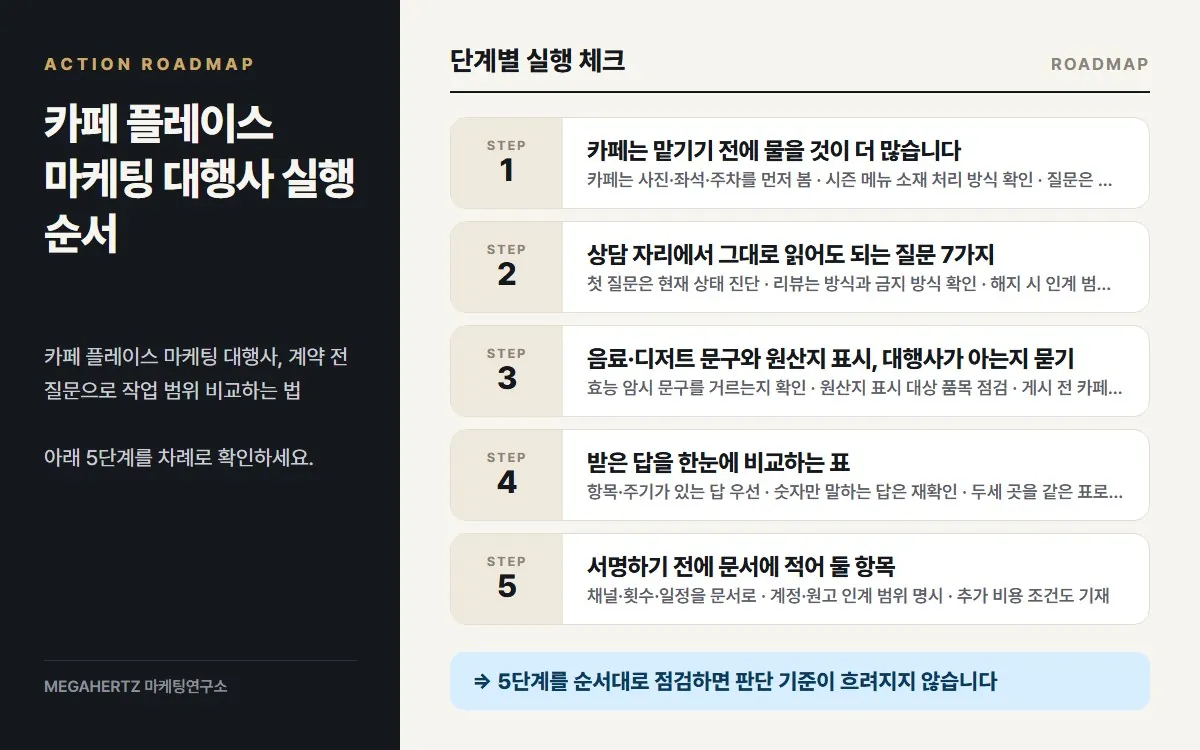 ACTION ROADMAP
카페 플레이스
마케팅 대행사 실행
순서
카페 플레이스 마케팅 대행사, 계약 전
질문으로 작업 범위 비교하는 법
아래 5단계를 차례로 확인하세요.
MEGAHERTZ 마케팅연구소
단계별 실행 체크
ROADMAP
STEP
1
카페는 맡기기 전에 물을 것이 더 많습니다
카페는 사진·좌석·주차를 먼저 봄 · 시즌 메뉴 소재 처리 방식 확인 · 질문은 ...
STEP
2
상담 자리에서 그대로 읽어도 되는 질문 7가지
첫 질문은 현재 상태 진단 · 리뷰는 방식과 금지 방식 확인 · 해지 시 인계 범...
STEP
3
음료·디저트 문구와 원산지 표시, 대행사가 아는지 묻기
효능 암시 문구를 거르는지 확인 · 원산지 표시 대상 품목 점검 · 게시 전 카페...
STEP
4
받은 답을 한눈에 비교하는 표
항목·주기가 있는 답 우선 · 숫자만 말하는 답은 재확인 · 두세 곳을 같은 표로...
STEP
5
서명하기 전에 문서에 적어 둘 항목
채널·횟수·일정을 문서로 · 계정·원고 인계 범위 명시 · 추가 비용 조건도 기재
→ 5단계를 순서대로 점검하면 판단 기준이 흐려지지 않습니다